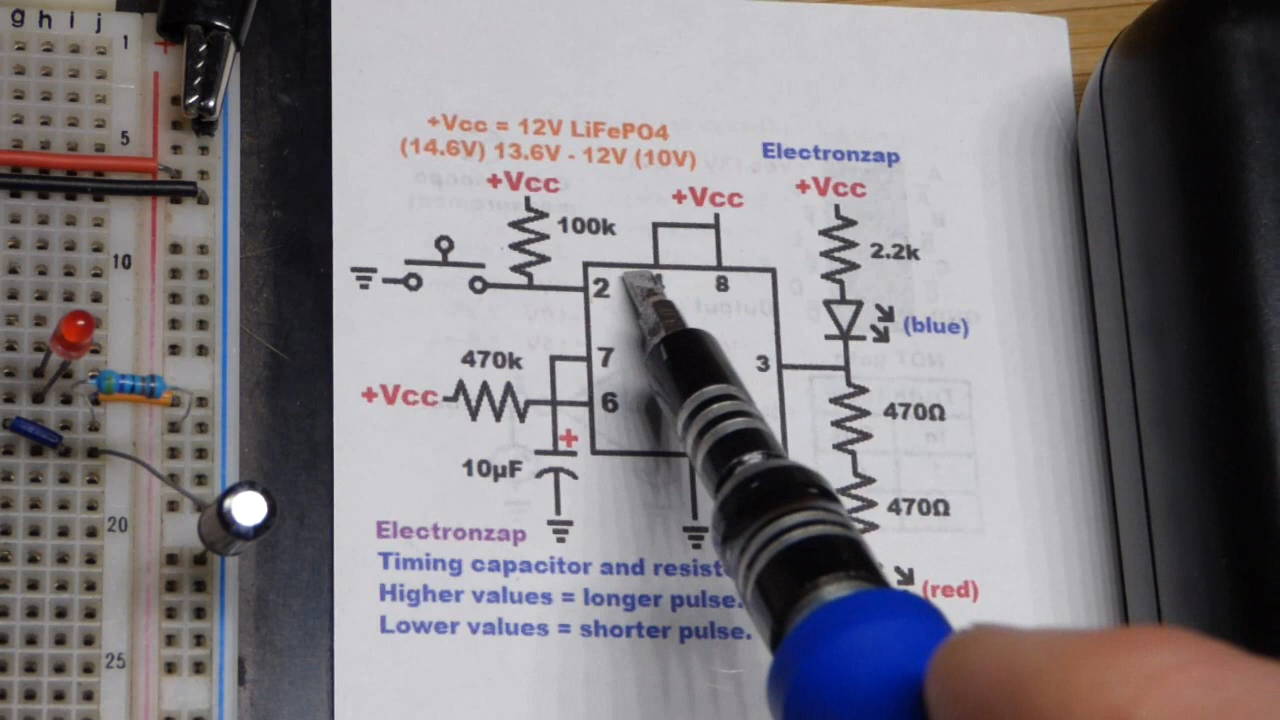 g h i j
1
5
10
20
25
+
+Vcc = 12V LiFePO4
(14.6V) 13.6V - 12V (10V)
Electronzap
+Vcc
+Vcc
+Vcc
100k
2.2k
2
8
(blue)
470k
7
3
+Vcc
6
470Ω
+
10µF
470Ω
Electronzap
Timing capacitor and resist
Higher values = longer pulse.
(red)
Lower values = shorter pulse.